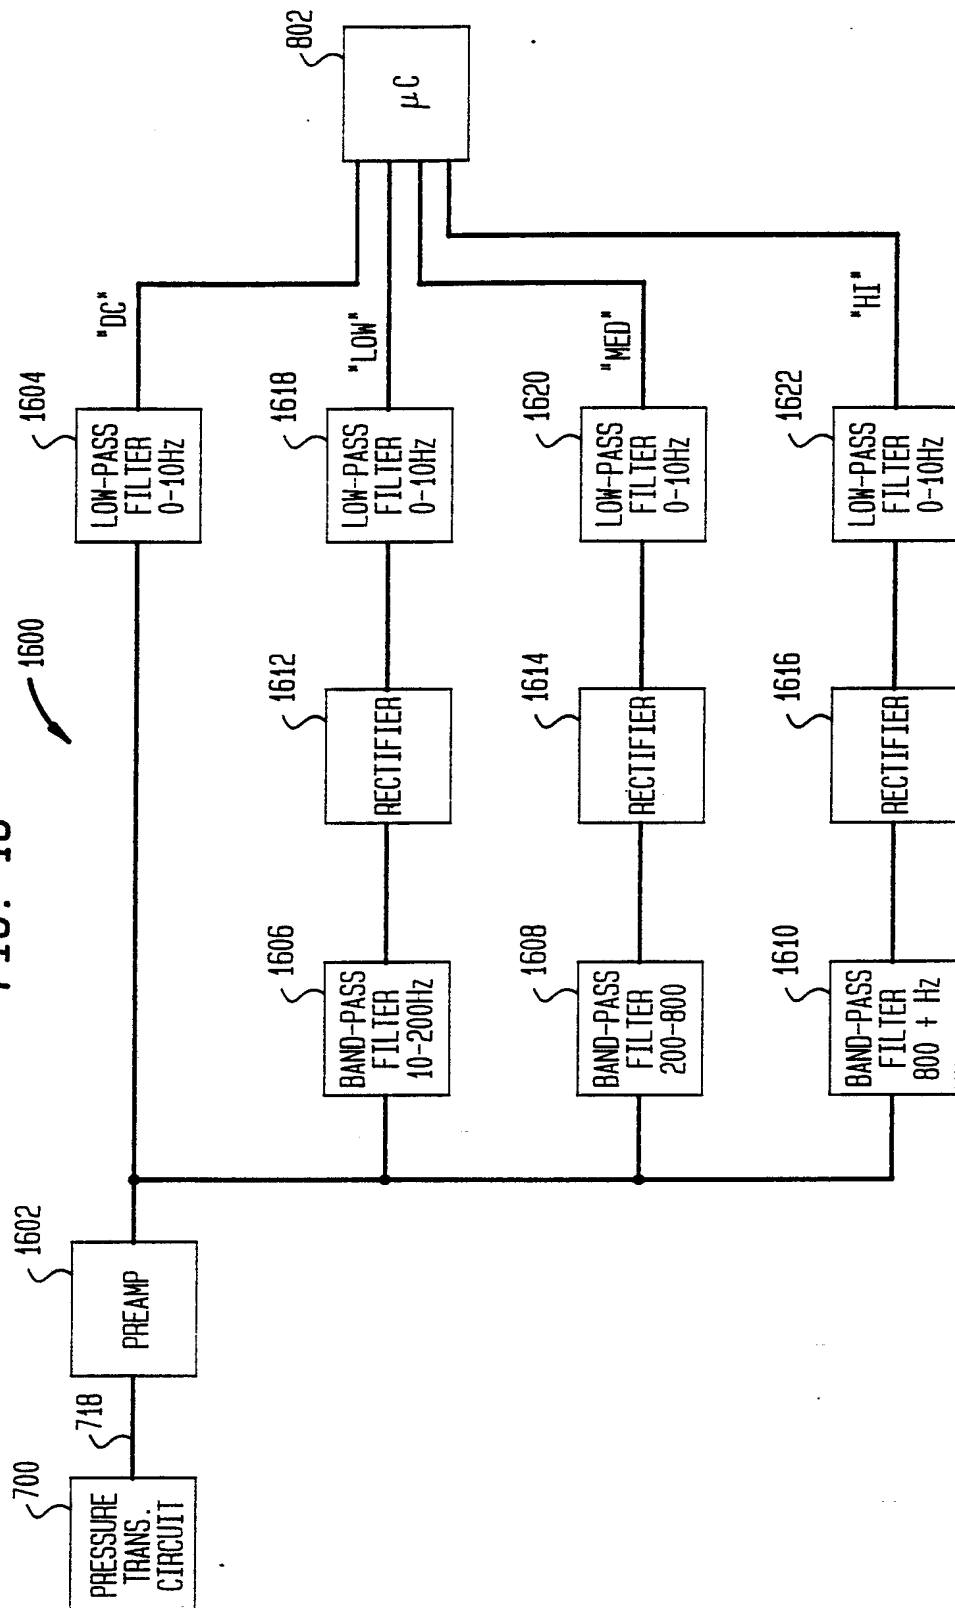 FIG. 16
1600
700
PRESSURE
TRANS.
CIRCUIT
718
1602
PREAMP
1604
LOW-PASS
FILTER
0-10Hz
"DC"
1606
BAND-PASS
FILTER
10-200Hz
1612
RECTIFIER
1618
LOW-PASS
FILTER
0-10Hz
"LOW"
1608
BAND-PASS
FILTER
200-800
1614
RECTIFIER
1620
LOW-PASS
FILTER
0-10Hz
"MED"
1610
BAND-PASS
FILTER
800 + Hz
1616
RECTIFIER
1622
LOW-PASS
FILTER
0-10Hz
"HI"
802
μC